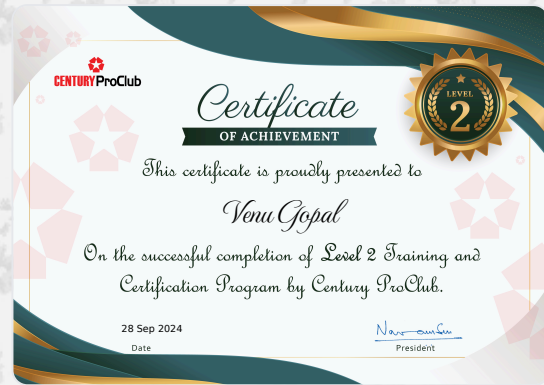 CENTURY ProClub
Certificate
OF ACHIEVEMENT
LEVEL
2
This certificate is proudly presented to
Venu Gopal
On the successful completion of Level 2 Training and
Certification Program by Century ProClub.
28 Sep 2024
Date
President